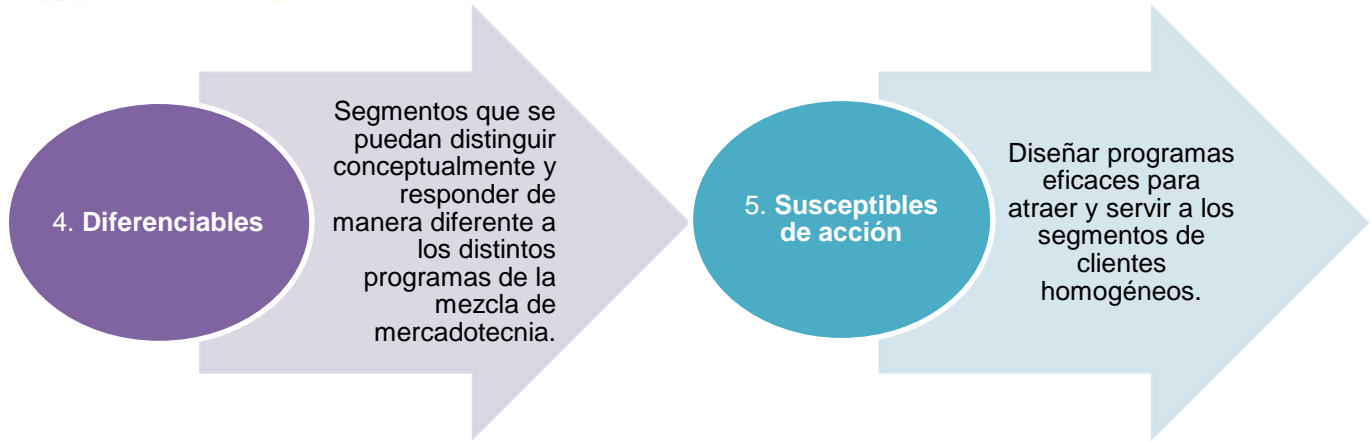 4. Diferenciables
Segmentos que se
puedan distinguir
conceptualmente y
responder de
manera diferente a
los distintos
programas de la
mezcla de
mercadotecnia.
5. Susceptibles
de acción
Diseñar programas
eficaces para
atraer y servir a los
segmentos de
clientes
homogéneos.